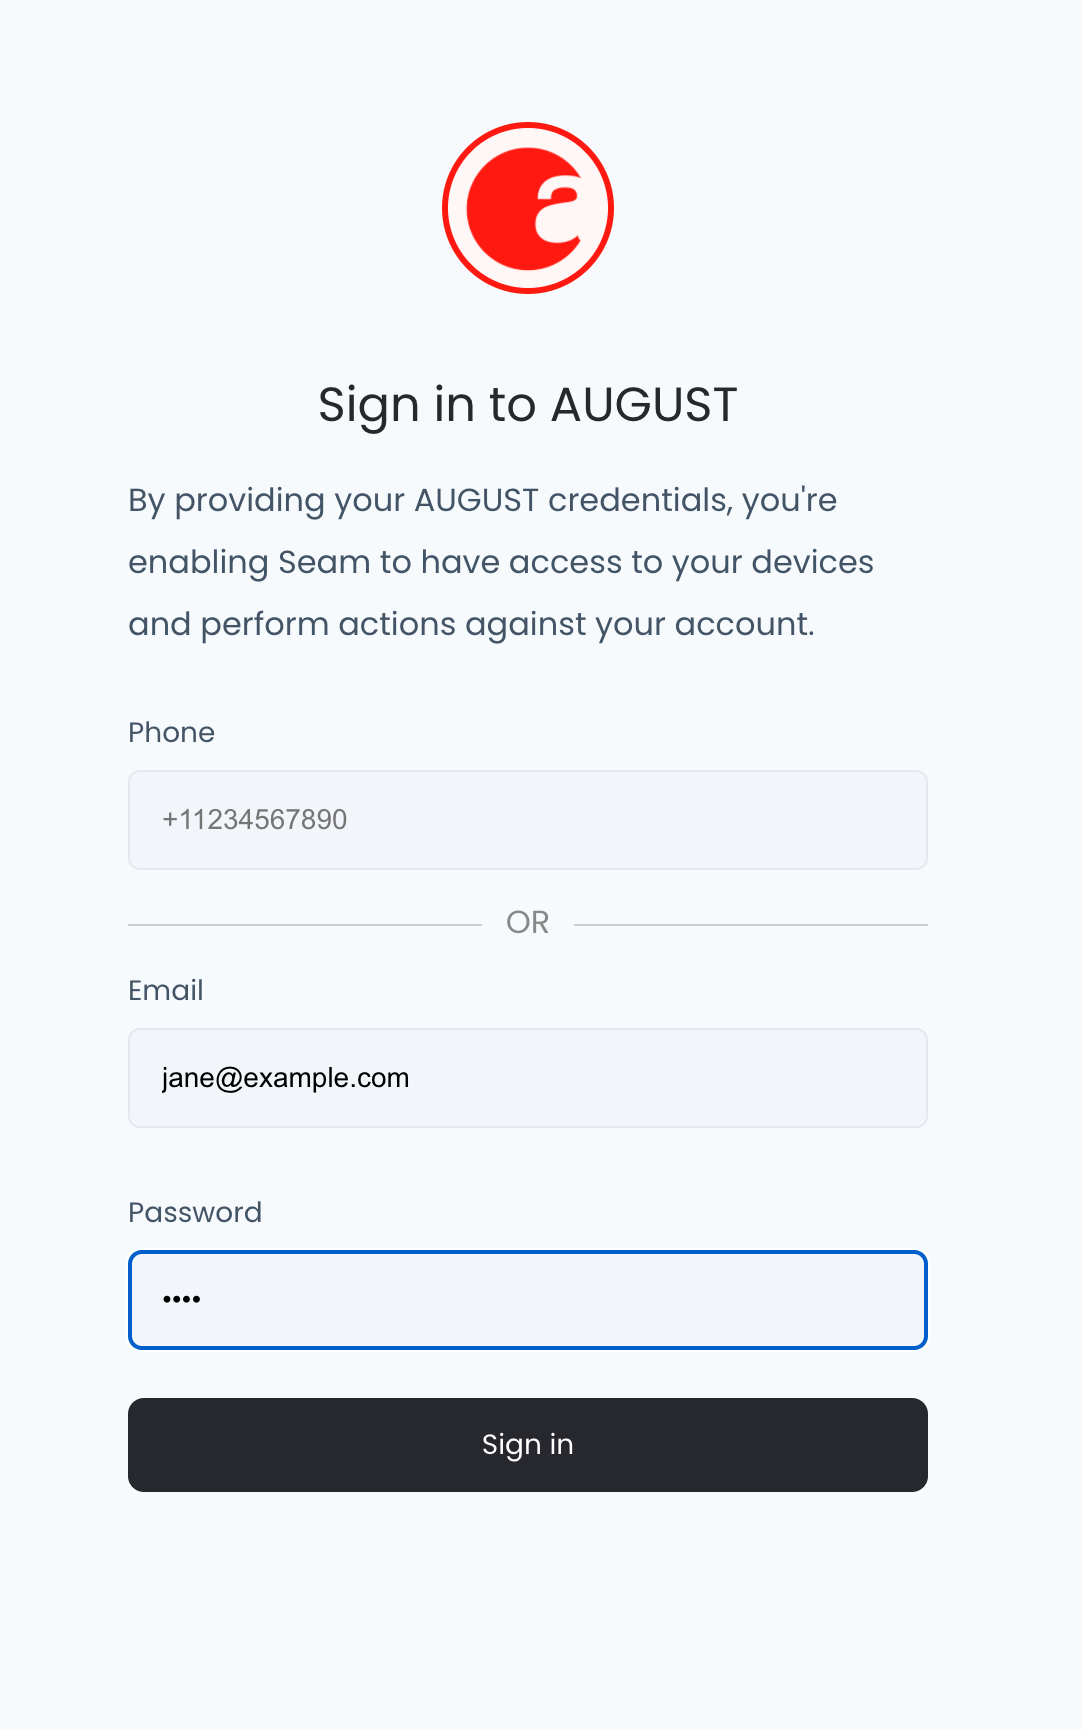 a
Sign in to AUGUST
By providing your AUGUST credentials, you're
enabling Seam to have access to your devices
and perform actions against your account.
Phone
+11234567890
OR
Email
jane@example.com
Password
••••
Sign in